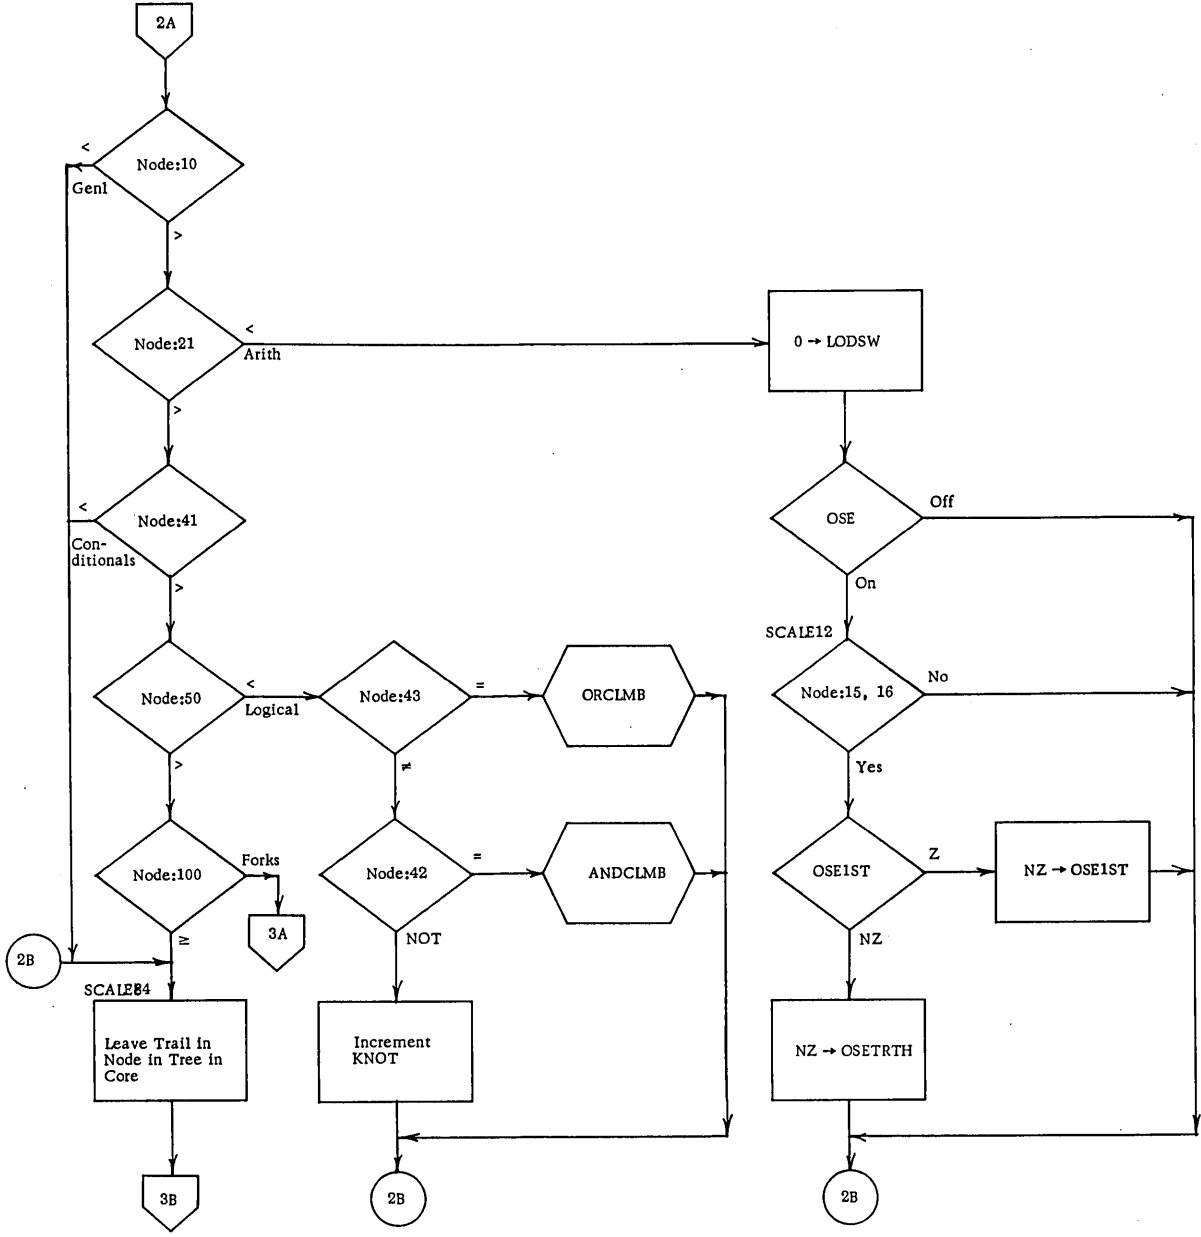 2A
<
Node:10
Genl
>
<
Node:21
Arith
0 → LODSW
>
<
Node:41
Con-
ditionals
>
OSE
Off
On
SCALE12
<
Node:50
Logical
Node:43
=
ORCLMB
Node:15, 16
No
>
≠
Yes
Forks
Node:100
Node:42
=
ANDCLMB
OSE1ST
Z
NZ → OSE1ST
3A
≥
NOT
NZ
2B
SCALE84
Leave Trail in
Node in Tree in
Core
Increment
KNOT
NZ → OSETRTH
3B
2B
2B